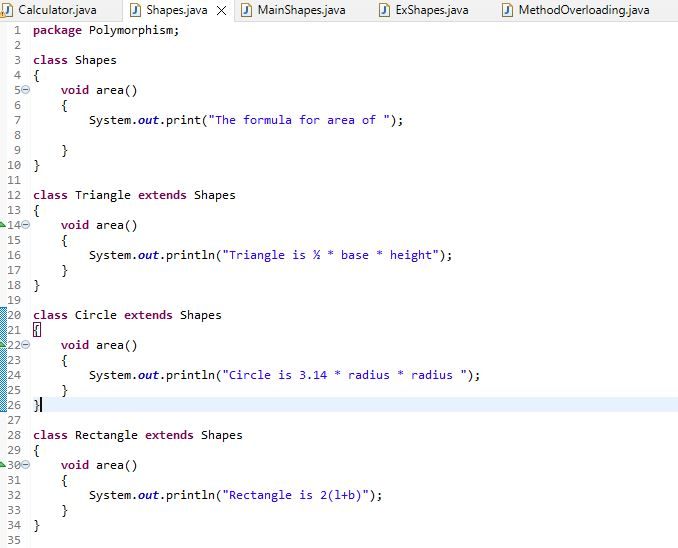 Calculator.java Shapes.java MainShapes.java ExShapes.java MethodOverloading.java
1 package Polymorphism;
2
3 class Shapes
4 {
5 void area()
6 {
7 System.out.print("The formula for area of ");
8
9 }
10 }
11
12 class Triangle extends Shapes
13 {
14 void area()
15 {
16 System.out.println("Triangle is ½ * base * height");
17 }
18 }
19
20 class Circle extends Shapes
21 {
22 void area()
23 {
24 System.out.println("Circle is 3.14 * radius * radius ");
25 }
26 }
27
28 class Rectangle extends Shapes
29 {
30 void area()
31 {
32 System.out.println("Rectangle is 2(l+b)");
33 }
34 }
35